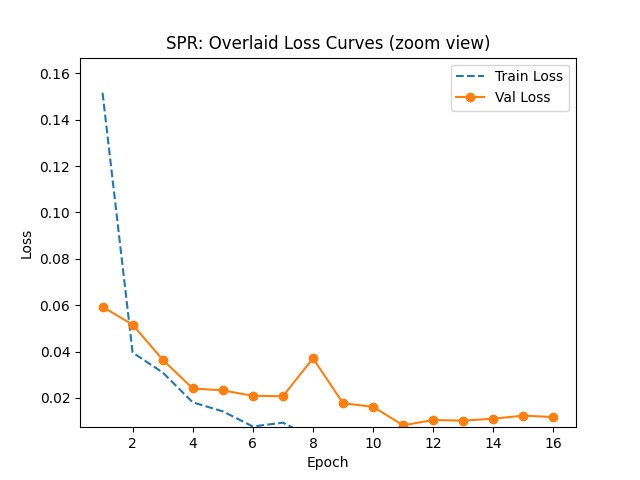 SPR: Overlaid Loss Curves (zoom view)
Train Loss
Val Loss
0.16
0.14
0.12
0.10
0.08
0.06
0.04
0.02
Loss
2 4 6 8 10 12 14 16
Epoch